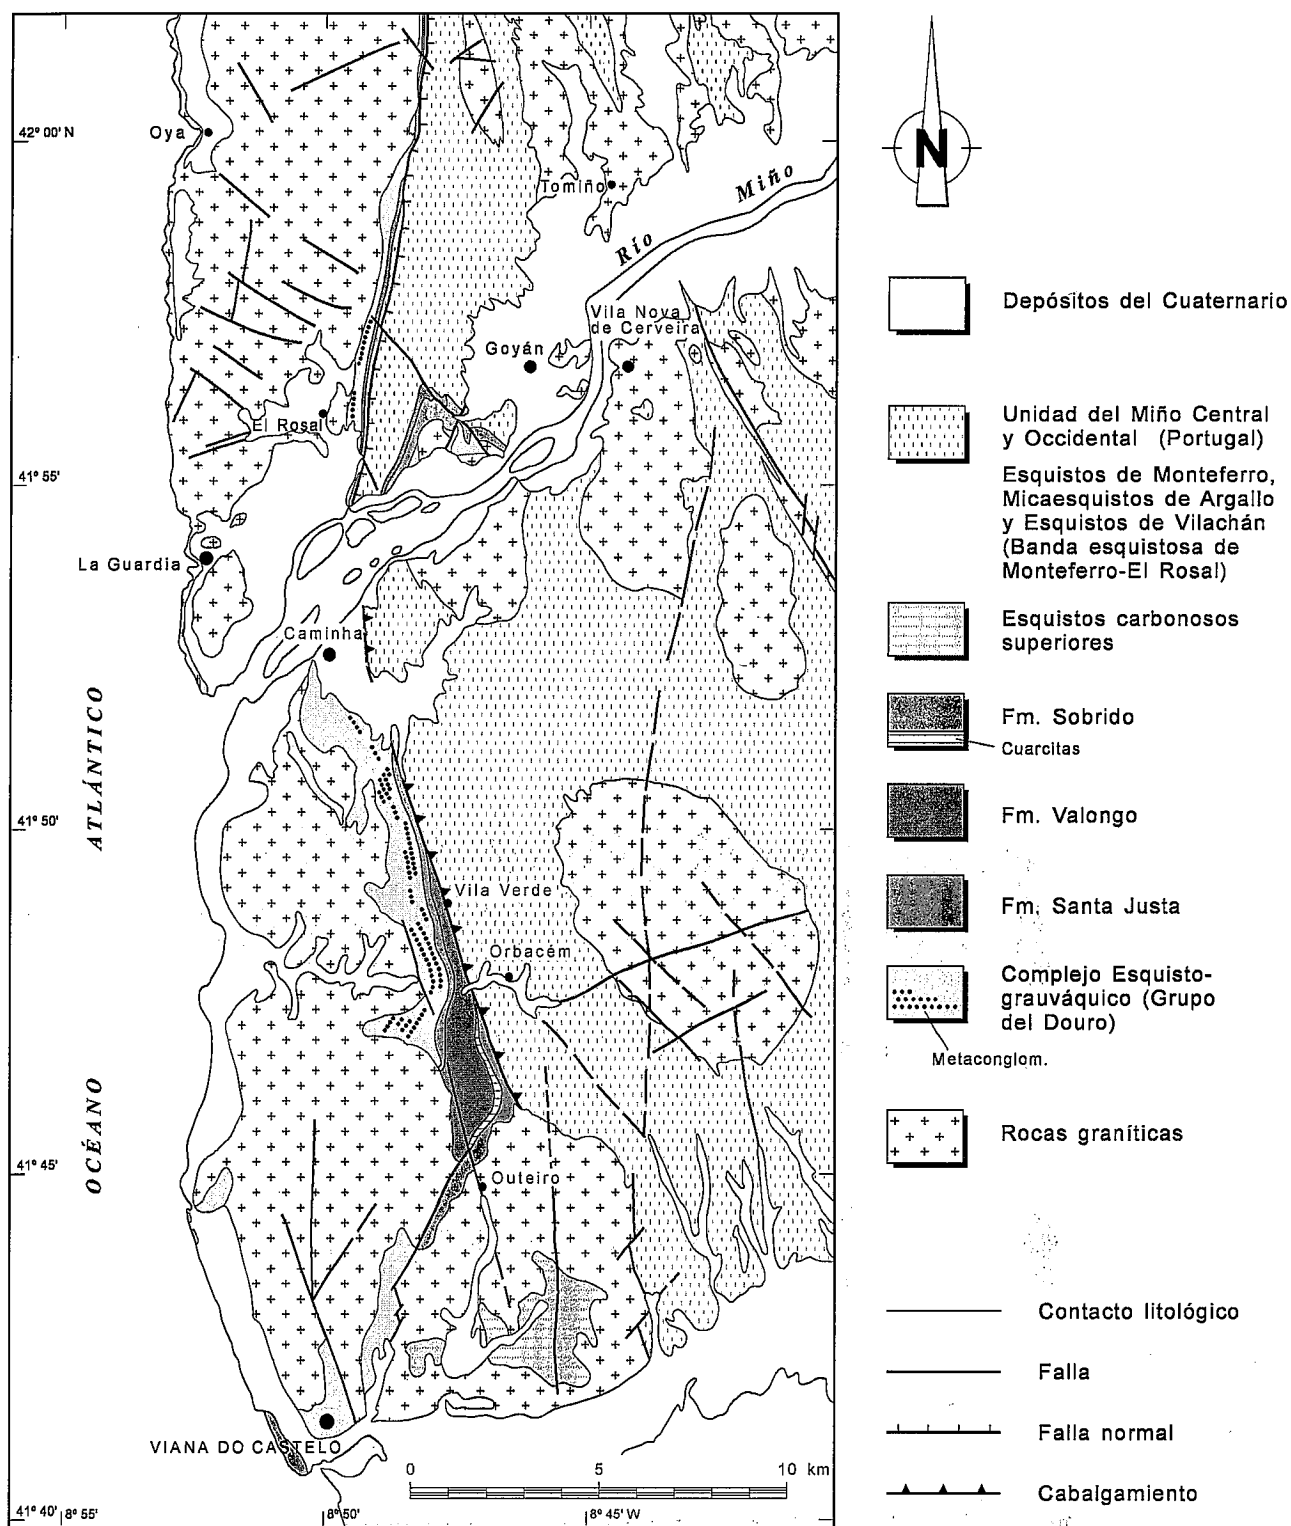 Oya
42° 00' N
Tomiño
Miño
Río
Vila Nova
de Cerveira
Goyán
El Rosal
41° 55'
La Guardia
Caminha
ATLÁNTICO
41° 50'
Vila Verde
Orbacém
OCÉANO
41° 45'
Outeiro
VIANA DO CASTELO
0 5 10 km
41° 40'
8° 55'
8° 50'
8° 45' W
N
Depósitos del Cuaternario
Unidad del Miño Central
y Occidental (Portugal)
Esquistos de Monteferro,
Micaesquistos de Argallo
y Esquistos de Vilachán
(Banda esquistosa de
Monteferro-El Rosal)
Esquistos carbonosos
superiores
Fm. Sobrido
Cuarcitas
Fm. Valongo
Fm. Santa Justa
Complejo Esquisto-
grauváquico (Grupo
del Douro)
Metaconglom.
Rocas graníticas
Contacto litológico
Falla
Falla normal
Cabalgamiento